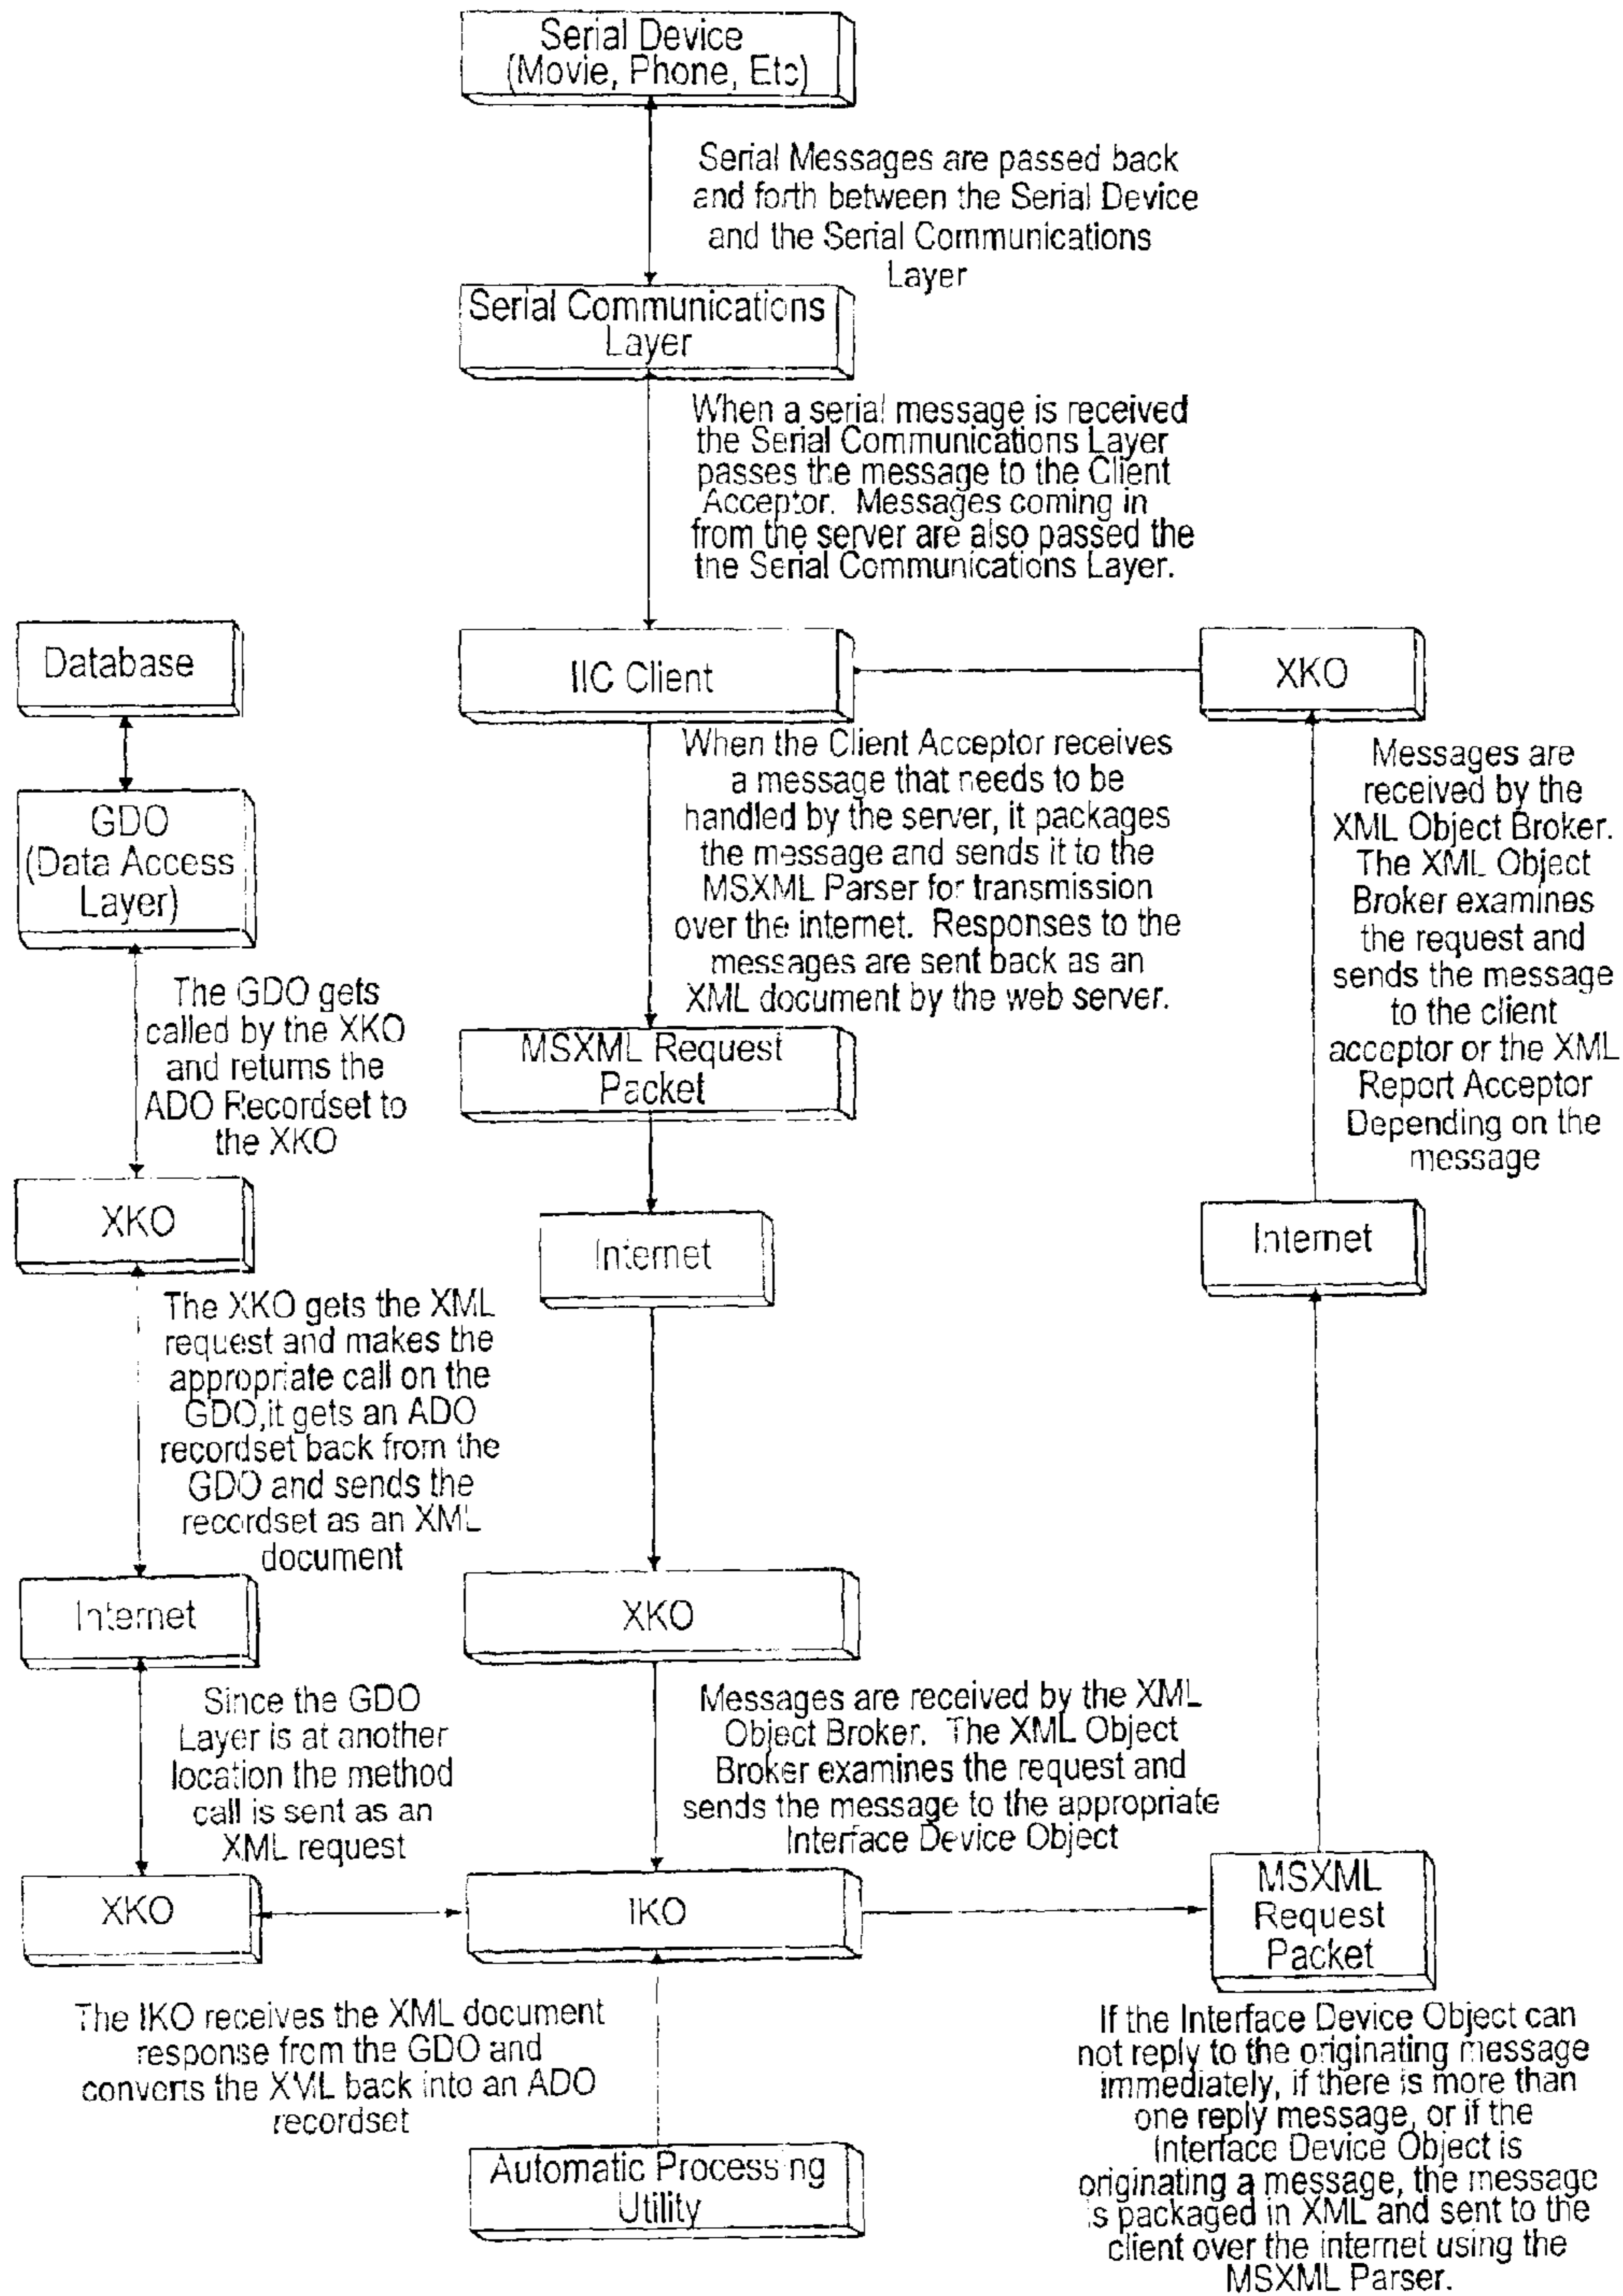 Serial Device
(Movie, Phone, Etc)
Serial Messages are passed back
and forth between the Serial Device
and the Serial Communications
Layer
Serial Communications
Layer
When a serial message is received
the Serial Communications Layer
passes the message to the Client
Acceptor. Messages coming in
from the server are also passed the
the Serial Communications Layer.
Database
IIC Client
XKO
GDO
(Data Access
Layer)
When the Client Acceptor receives
a message that needs to be
handled by the server, it packages
the message and sends it to the
MSXML Parser for transmission
over the internet. Responses to the
messages are sent back as an
XML document by the web server.
Messages are
received by the
XML Object Broker.
The XML Object
Broker examines
the request and
sends the message
to the client
acceptor or the XML
Report Acceptor
Depending on the
message
The GDO gets
called by the XKO
and returns the
ADO Recordset to
the XKO
MSXML Request
Packet
XKO
Internet
Internet
The XKO gets the XML
request and makes the
appropriate call on the
GDO,it gets an ADO
recordset back from the
GDO and sends the
recordset as an XML
document
Internet
XKO
Since the GDO
Layer is at another
location the method
call is sent as an
XML request
Messages are received by the XML
Object Broker. The XML Object
Broker examines the request and
sends the message to the appropriate
Interface Device Object
XKO
IKO
MSXML
Request
Packet
The IKO receives the XML document
response from the GDO and
converts the XML back into an ADO
recordset
If the Interface Device Object can
not reply to the originating message
immediately, if there is more than
one reply message, or if the
Interface Device Object is
originating a message, the message
is packaged in XML and sent to the
client over the internet using the
MSXML Parser.
Automatic Processing
Utility